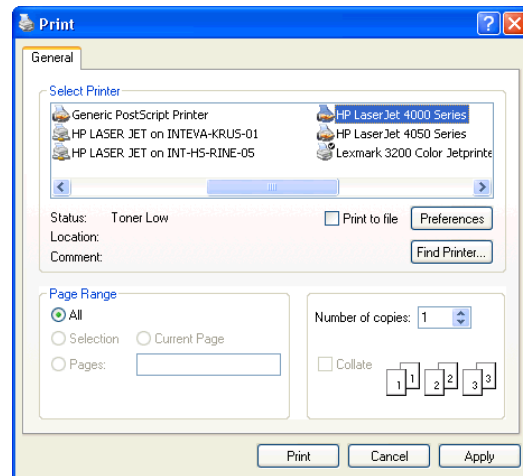 Print
General
Select Printer
Generic PostScript Printer
HP LASER JET on INTEVA-KRUS-01
HP LASER JET on INT-HS-RINE-05
HP LaserJet 4000 Series
HP LaserJet 4050 Series
Lexmark 3200 Color Jetprinte
Status: Toner Low
Location:
Comment:
Print to file
Preferences
Find Printer...
Page Range
All
Selection
Current Page
Pages:
Number of copies: 1
Collate
1 1 2 2 3 3
Print
Cancel
Apply